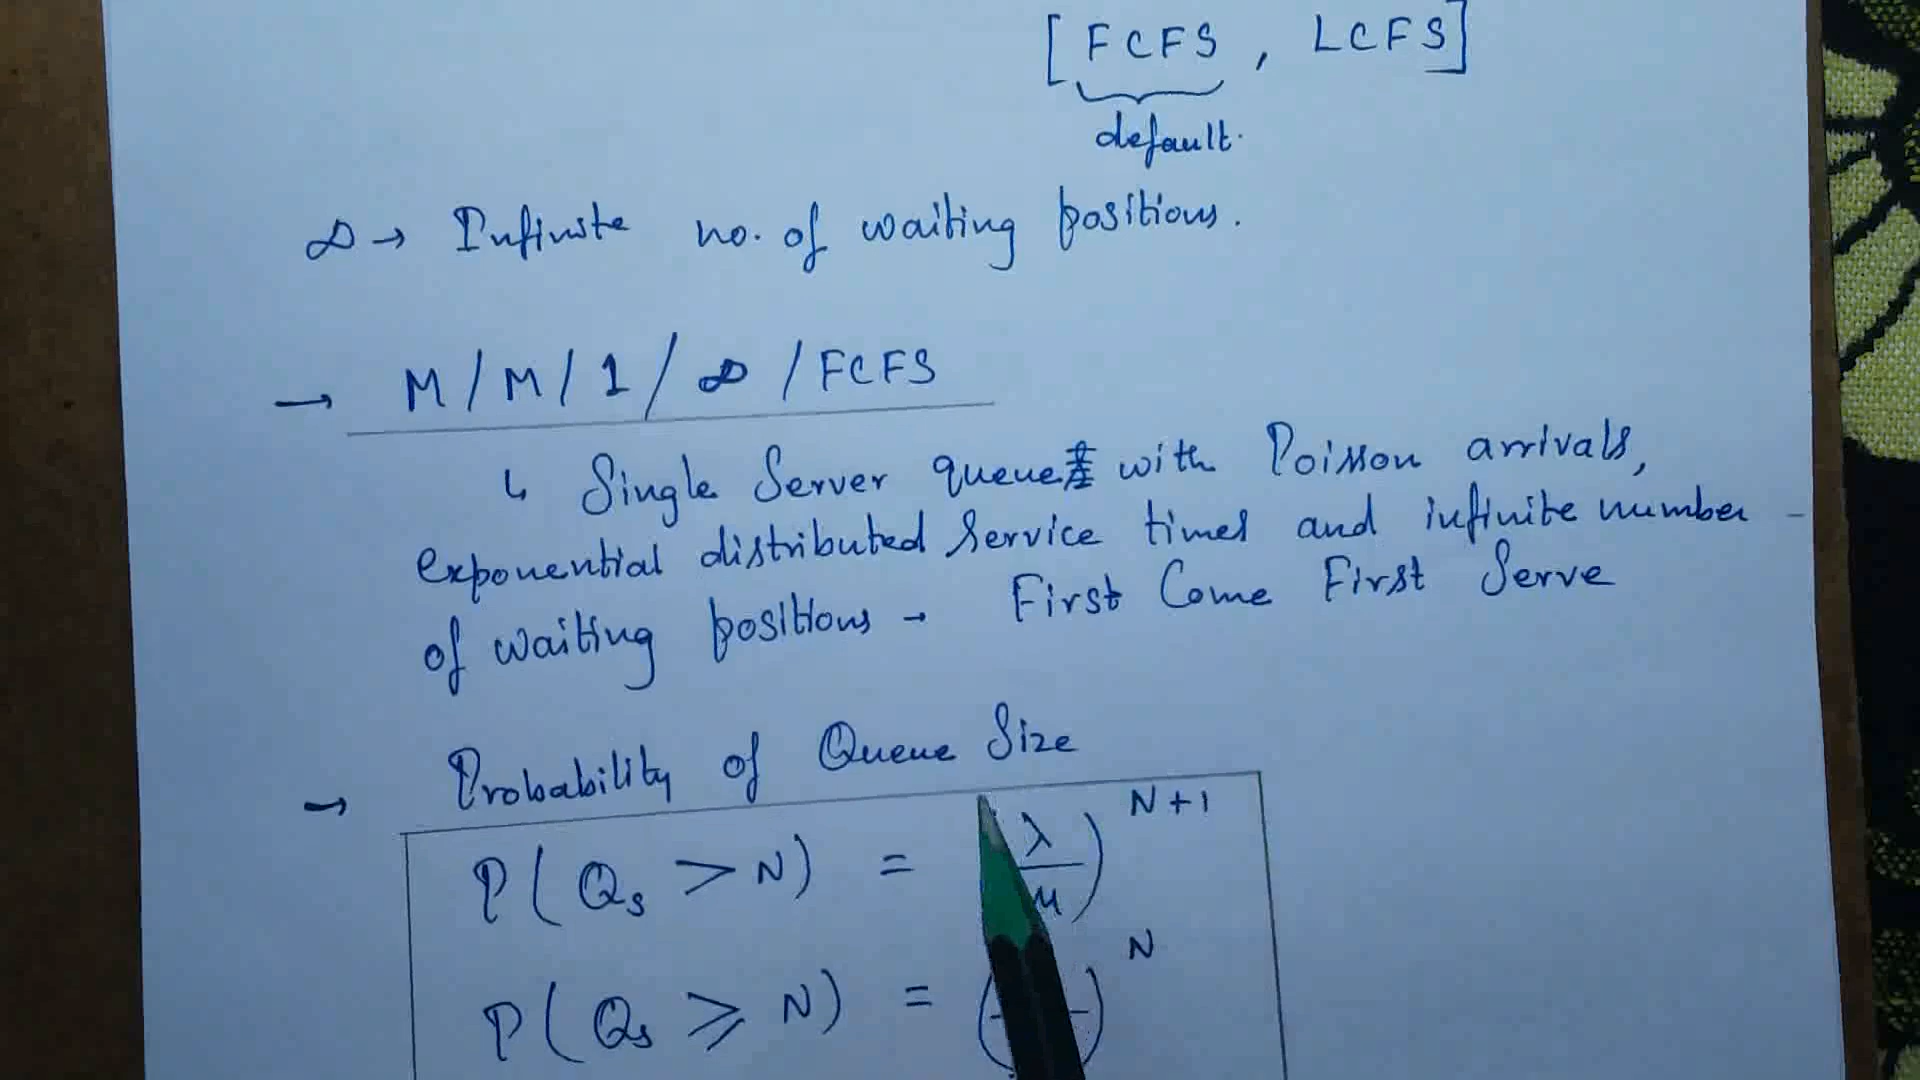 [FCFS, LCFS]
default.
∞ → Infinite no. of waiting positions.
→ M/M/1/∞/FCFS
↳ Single Server queue with Poisson arrivals,
exponential distributed Service times and infinite number -
of waiting positions - First Come First Serve
→ Probability of Queue Size
P(Qs > N) = (λ/μ)^N+1
P(Qs ≥ N) = ( )^N